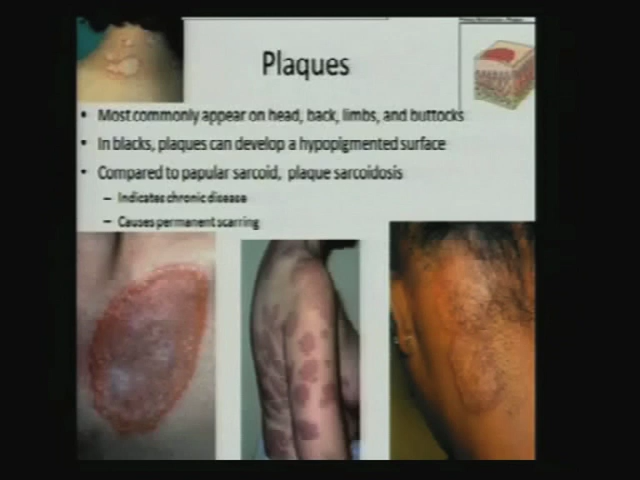 Plaques
• Most commonly appear on head, back, limbs, and buttocks
• In blacks, plaques can develop a hypopigmented surface
• Compared to papular sarcoid, plaque sarcoidosis
– Indicates chronic disease
– Causes permanent scarring